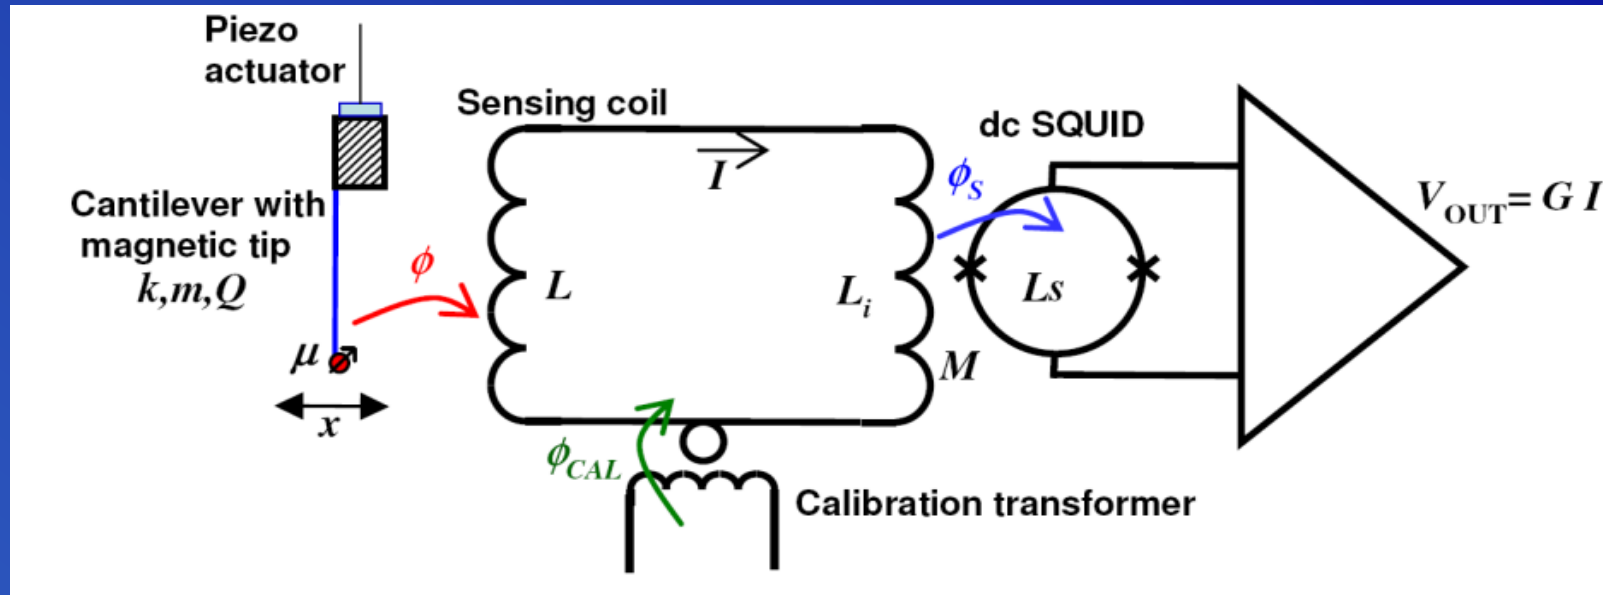 Piezo
actuator
Sensing coil
dc SQUID
I
ϕS
VOUT= G I
Cantilever with
magnetic tip
k,m,Q
ϕ
L
Li
Ls
μ
M
x
ϕCAL
Calibration transformer